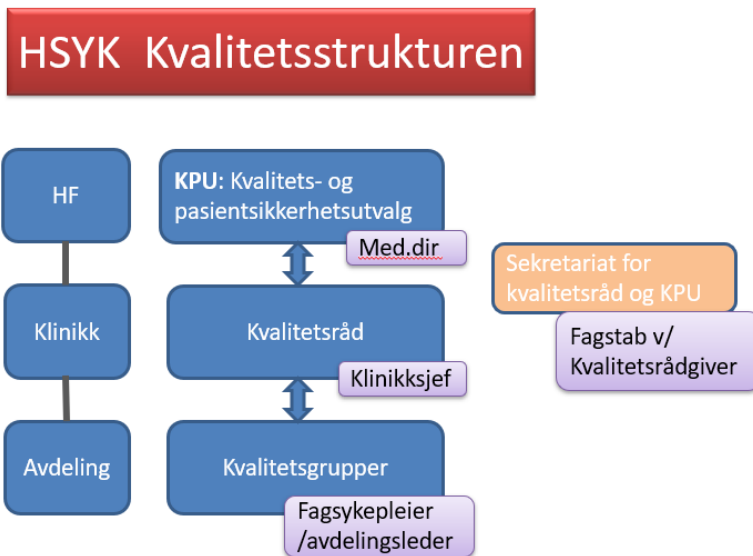 HSYK  Kvalitetsstrukturen
HF
KPU: Kvalitets- og
pasientsikkerhetsutvalg
Med.dir
Sekretariat for
kvalitetsråd og KPU
Fagstab v/
Kvalitetsrådgiver
Klinikk
Kvalitetsråd
Klinikksjef
Avdeling
Kvalitetsgrupper
Fagsykepleier
/avdelingsleder